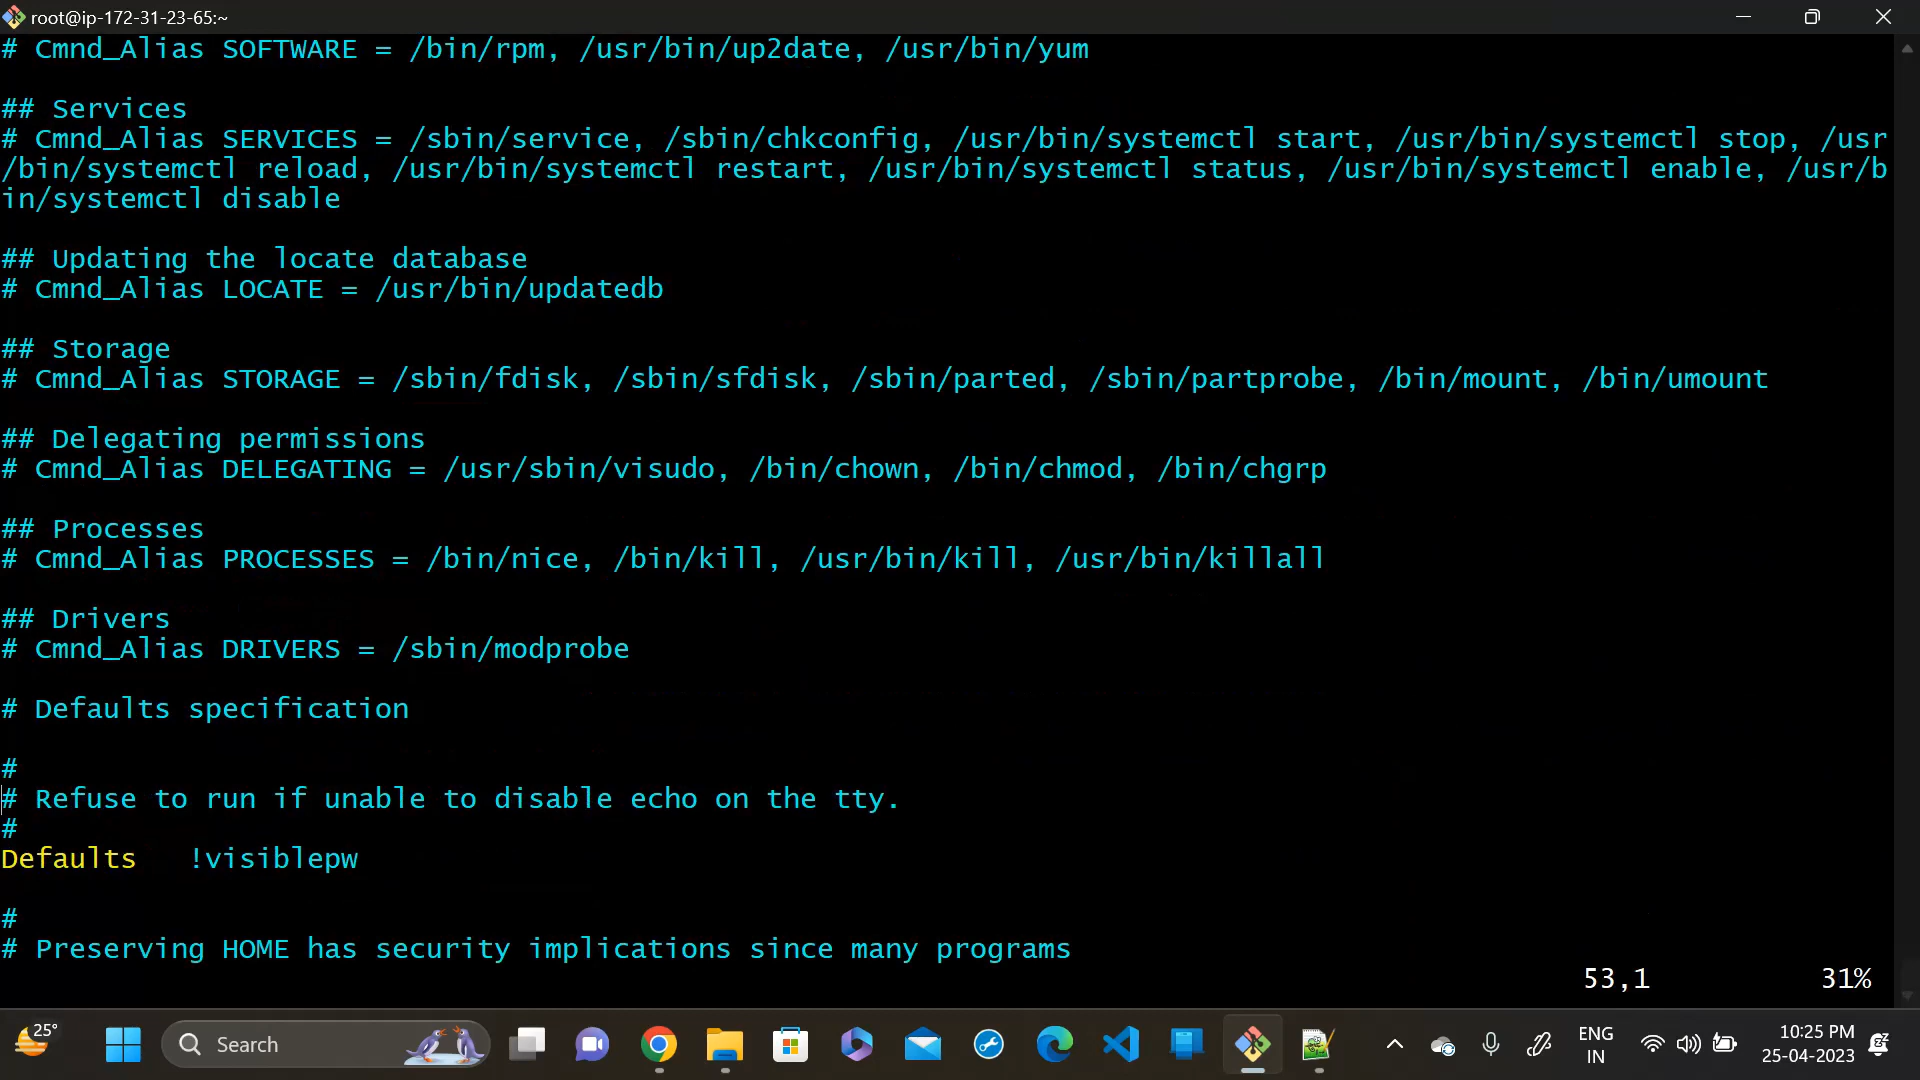 root@ip-172-31-23-65:~
# Cmnd_Alias SOFTWARE = /bin/rpm, /usr/bin/up2date, /usr/bin/yum
## Services
# Cmnd_Alias SERVICES = /sbin/service, /sbin/chkconfig, /usr/bin/systemctl start, /usr/bin/systemctl stop, /usr
/bin/systemctl reload, /usr/bin/systemctl restart, /usr/bin/systemctl status, /usr/bin/systemctl enable, /usr/b
in/systemctl disable
## Updating the locate database
# Cmnd_Alias LOCATE = /usr/bin/updatedb
## Storage
# Cmnd_Alias STORAGE = /sbin/fdisk, /sbin/sfdisk, /sbin/parted, /sbin/partprobe, /bin/mount, /bin/umount
## Delegating permissions
# Cmnd_Alias DELEGATING = /usr/sbin/visudo, /bin/chown, /bin/chmod, /bin/chgrp
## Processes
# Cmnd_Alias PROCESSES = /bin/nice, /bin/kill, /usr/bin/kill, /usr/bin/killall
## Drivers
# Cmnd_Alias DRIVERS = /sbin/modprobe
# Defaults specification
#
# Refuse to run if unable to disable echo on the tty.
#
Defaults   !visiblepw
#
# Preserving HOME has security implications since many programs
53,1 31%
25°
Search
ENG
IN
10:25 PM
25-04-2023